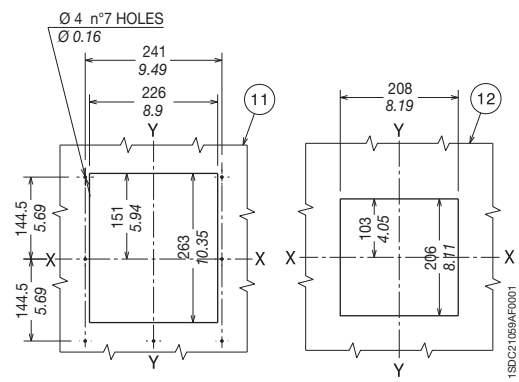 Ø 4 n°7 HOLES
Ø 0.16
241
9.49
226
8.9
11
Y
144.5
5.69
151
5.94
263
10.35
X
X
144.5
5.69
Y
208
8.19
12
Y
103
4.05
206
8.11
X
X
Y
1SDC21059AF0001